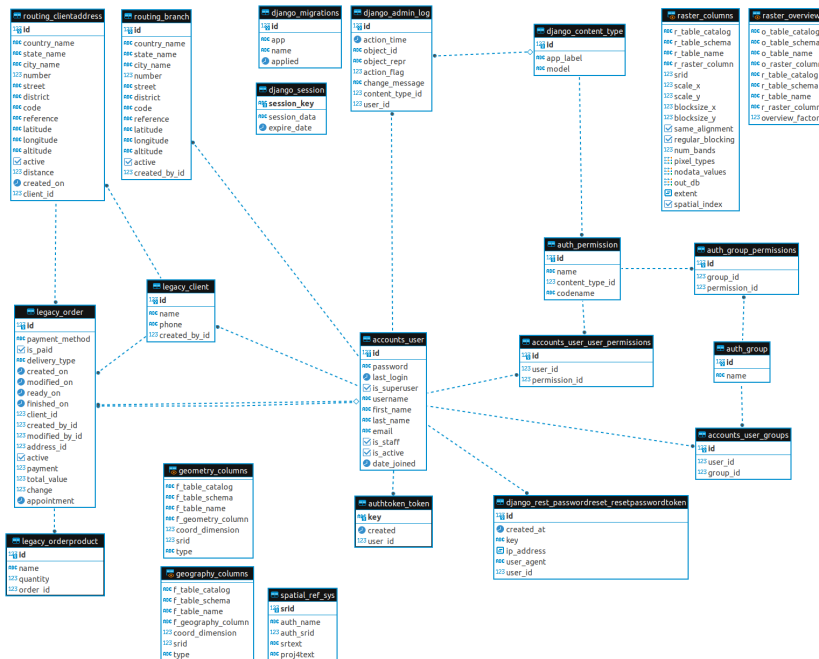 routing_clientaddress
id
country_name
state_name
city_name
number
street
district
code
reference
latitude
longitude
altitude
active
distance
created_on
client_id
routing_branch
id
country_name
state_name
city_name
number
street
district
code
reference
latitude
longitude
altitude
active
created_by_id
django_migrations
id
app
name
applied
django_session
session_key
session_data
expire_date
django_admin_log
id
action_time
object_id
object_repr
action_flag
change_message
content_type_id
user_id
django_content_type
id
app_label
model
raster_columns
r_table_catalog
r_table_schema
r_table_name
r_raster_column
srid
scale_x
scale_y
blocksize_x
blocksize_y
same_alignment
regular_blocking
num_bands
pixel_types
nodata_values
out_db
extent
spatial_index
raster_overview
o_table_catalog
o_table_schema
o_table_name
o_raster_column
r_table_catalog
r_table_schema
r_table_name
r_raster_column
overview_factor
auth_permission
id
name
content_type_id
codename
auth_group_permissions
id
group_id
permission_id
legacy_client
id
name
phone
created_by_id
legacy_order
id
payment_method
is_paid
delivery_type
created_on
modified_on
ready_on
finished_on
client_id
created_by_id
modified_by_id
address_id
active
payment
total_value
change
appointment
accounts_user
id
password
last_login
is_superuser
username
first_name
last_name
email
is_staff
is_active
date_joined
accounts_user_user_permissions
id
user_id
permission_id
auth_group
id
name
accounts_user_groups
id
user_id
group_id
geometry_columns
f_table_catalog
f_table_schema
f_table_name
f_geometry_column
coord_dimension
srid
type
authtoken_token
key
created
user_id
django_rest_passwordreset_resetpasswordtoken
id
created_at
key
ip_address
user_agent
user_id
legacy_orderproduct
id
name
quantity
order_id
geography_columns
f_table_catalog
f_table_schema
f_table_name
f_geography_column
coord_dimension
srid
type
spatial_ref_sys
srid
auth_name
auth_srid
srtext
proj4text